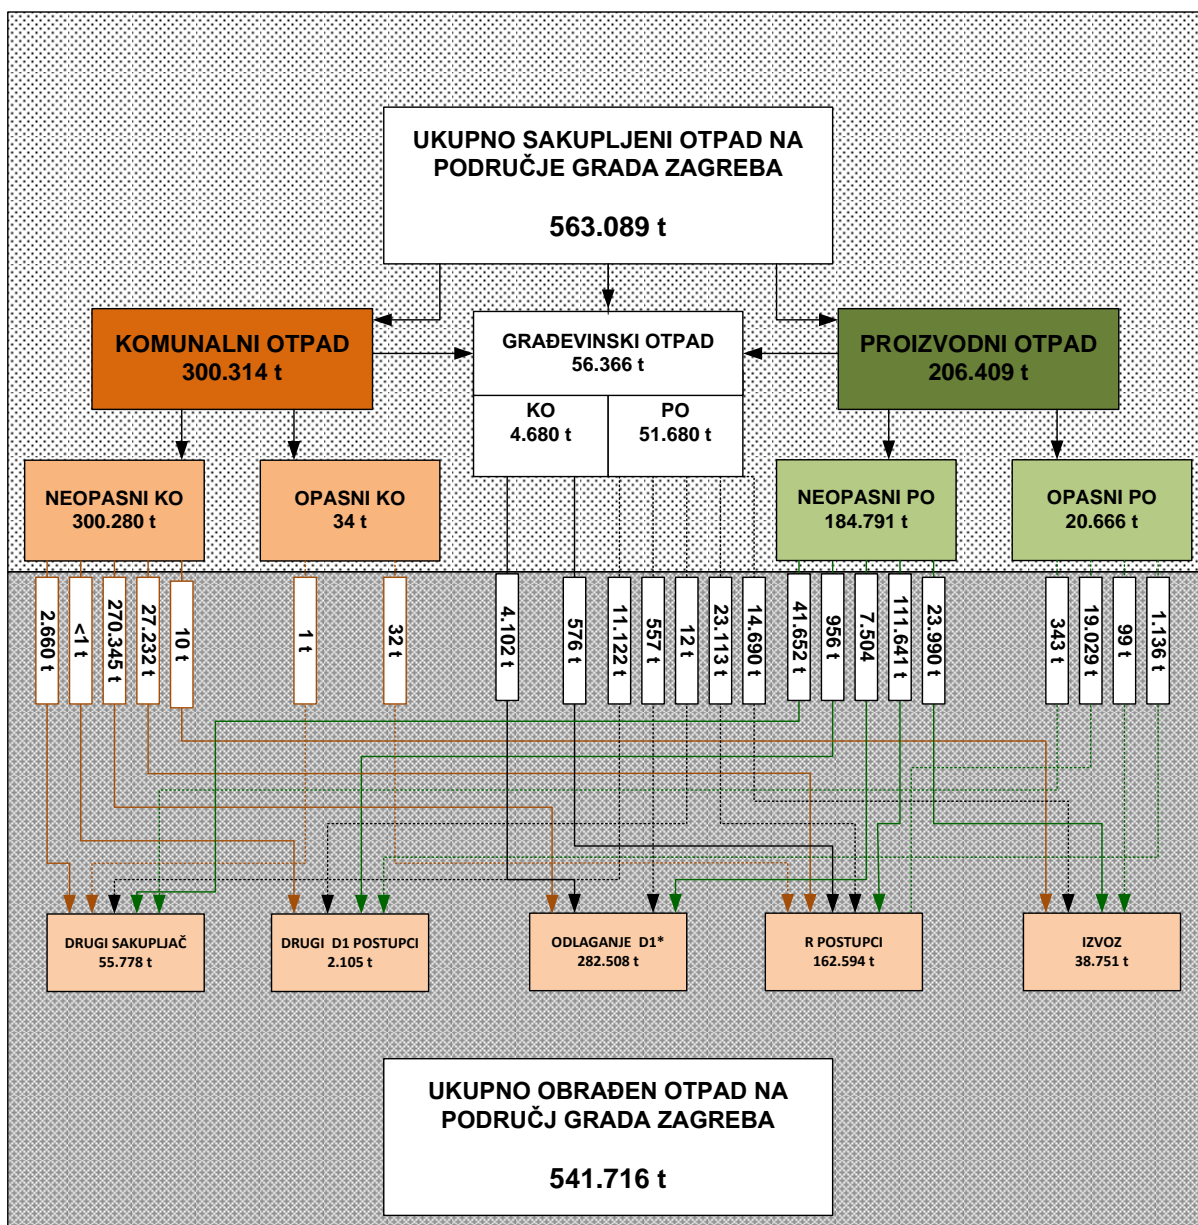 UKUPNO SAKUPLJENI OTPAD NA
PODRUČJE GRADA ZAGREBA
563.089 t
KOMUNALNI OTPAD
300.314 t
GRAĐEVINSKI OTPAD
56.366 t
KO
4.680 t
PO
51.680 t
PROIZVODNI OTPAD
206.409 t
NEOPASNI KO
300.280 t
OPASNI KO
34 t
NEOPASNI PO
184.791 t
OPASNI PO
20.666 t
2.660 t
<1 t
270.345 t
27.232 t
10 t
1 t
32 t
4.102 t
576 t
11.122 t
557 t
12 t
23.113 t
14.690 t
41.652 t
956 t
7.504
111.641 t
23.990 t
343 t
19.029 t
99 t
1.136 t
DRUGI SAKUPLJAČ
55.778 t
DRUGI D1 POSTUPCI
2.105 t
ODLAGANJE D1*
282.508 t
R POSTUPCI
162.594 t
IZVOZ
38.751 t
UKUPNO OBRAĐEN OTPAD NA
PODRUČJ GRADA ZAGREBA
541.716 t